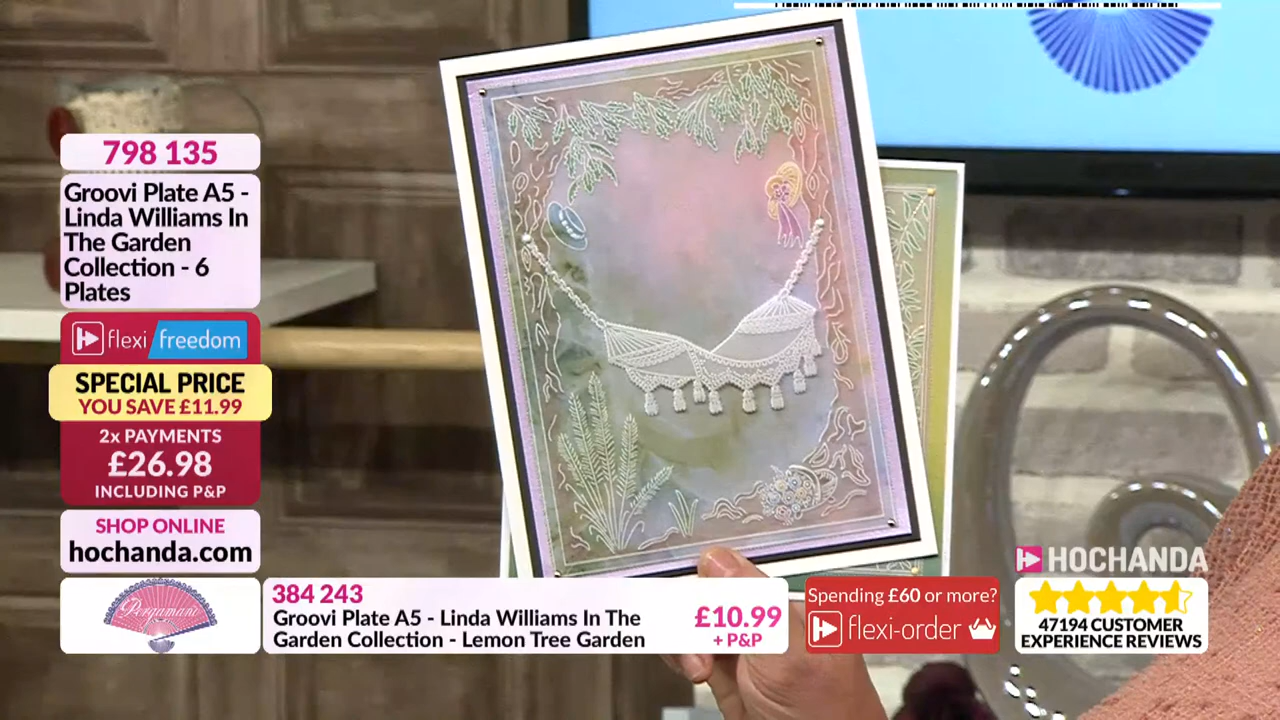 798 135
Groovi Plate A5 -
Linda Williams In
The Garden
Collection - 6
Plates
flexi freedom
SPECIAL PRICE
YOU SAVE £11.99
2x PAYMENTS
£26.98
INCLUDING P&P
SHOP ONLINE
hochanda.com
Pergamano
384 243
Groovi Plate A5 - Linda Williams In The
Garden Collection - Lemon Tree Garden
£10.99
+ P&P
Spending £60 or more?
flexi-order
HOCHANDA
47194 CUSTOMER
EXPERIENCE REVIEWS